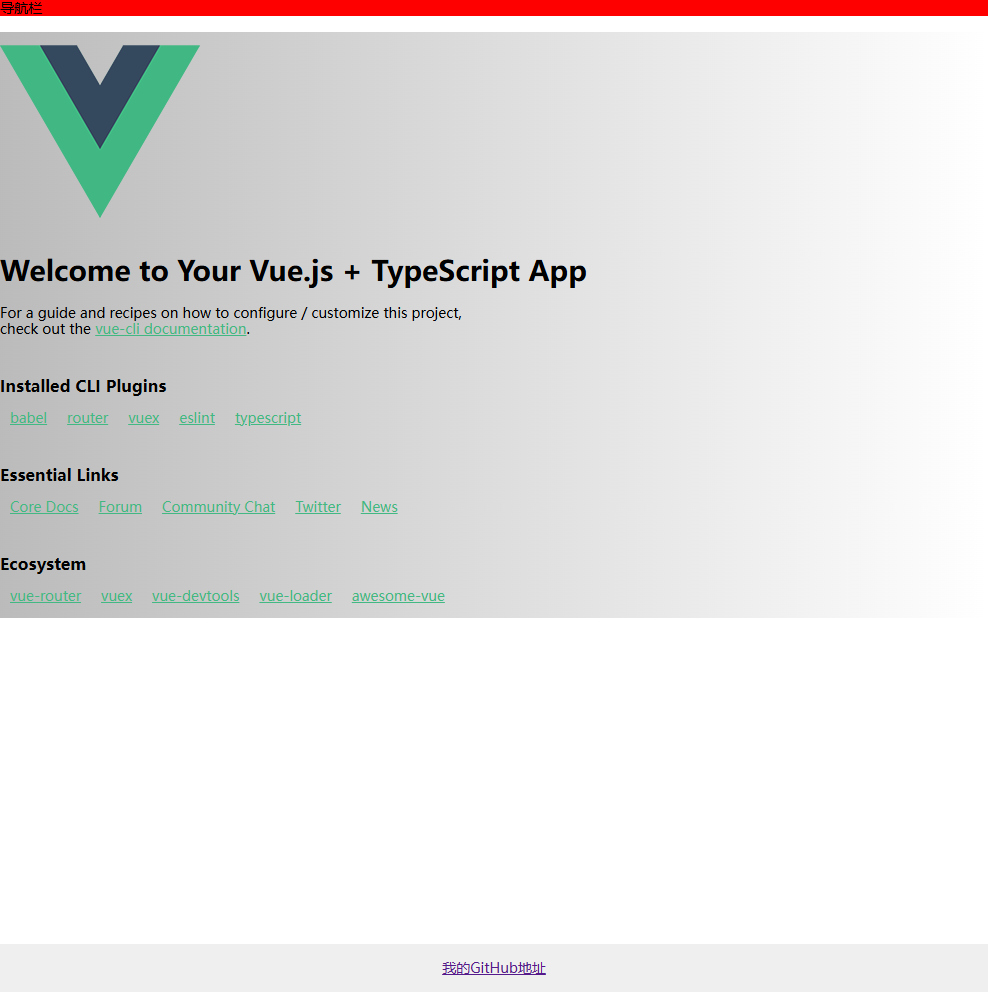 导航栏
Welcome to Your Vue.js + TypeScript App
For a guide and recipes on how to configure / customize this project,
check out the vue-cli documentation.
Installed CLI Plugins
babel router vuex eslint typescript
Essential Links
Core Docs Forum Community Chat Twitter News
Ecosystem
vue-router vuex vue-devtools vue-loader awesome-vue
我的GitHub地址